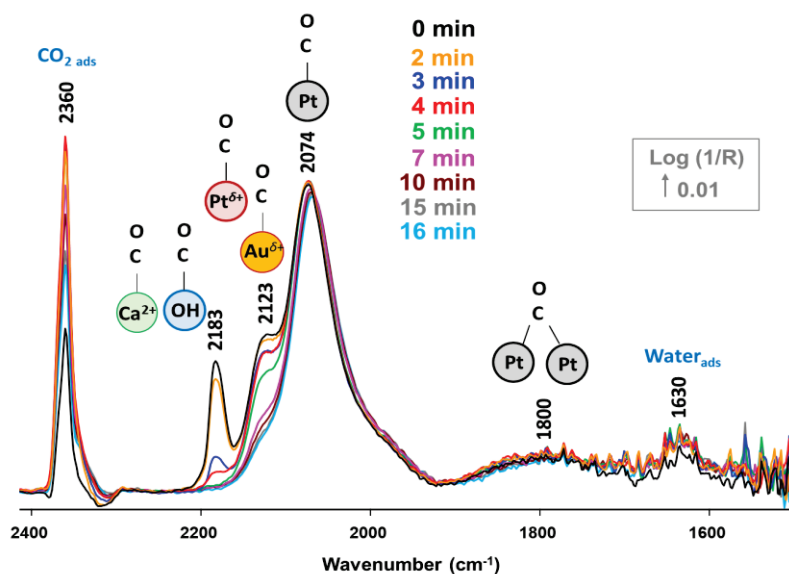 CO2 ads
2360
O
C
Ca2+
O
C
OH
2183
O
C
Ptδ+
O
C
Auδ+
2123
O
C
Pt
2074
0 min
2 min
3 min
4 min
5 min
7 min
10 min
15 min
16 min
Log (1/R)
↑ 0.01
O
C
Pt Pt
1800
Waterads
1630
2400 2200 2000 1800 1600
Wavenumber (cm-1)